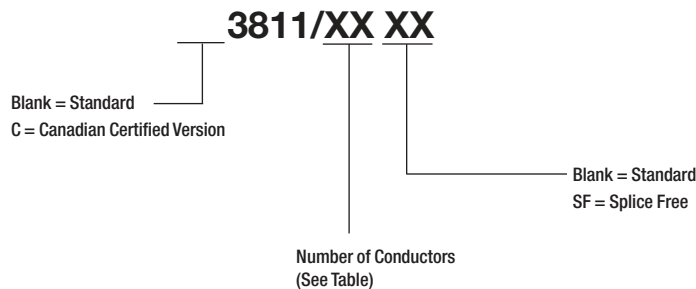 3811/XX XX
Blank = Standard
C = Canadian Certified Version
Blank = Standard
SF = Splice Free
Number of Conductors
(See Table)